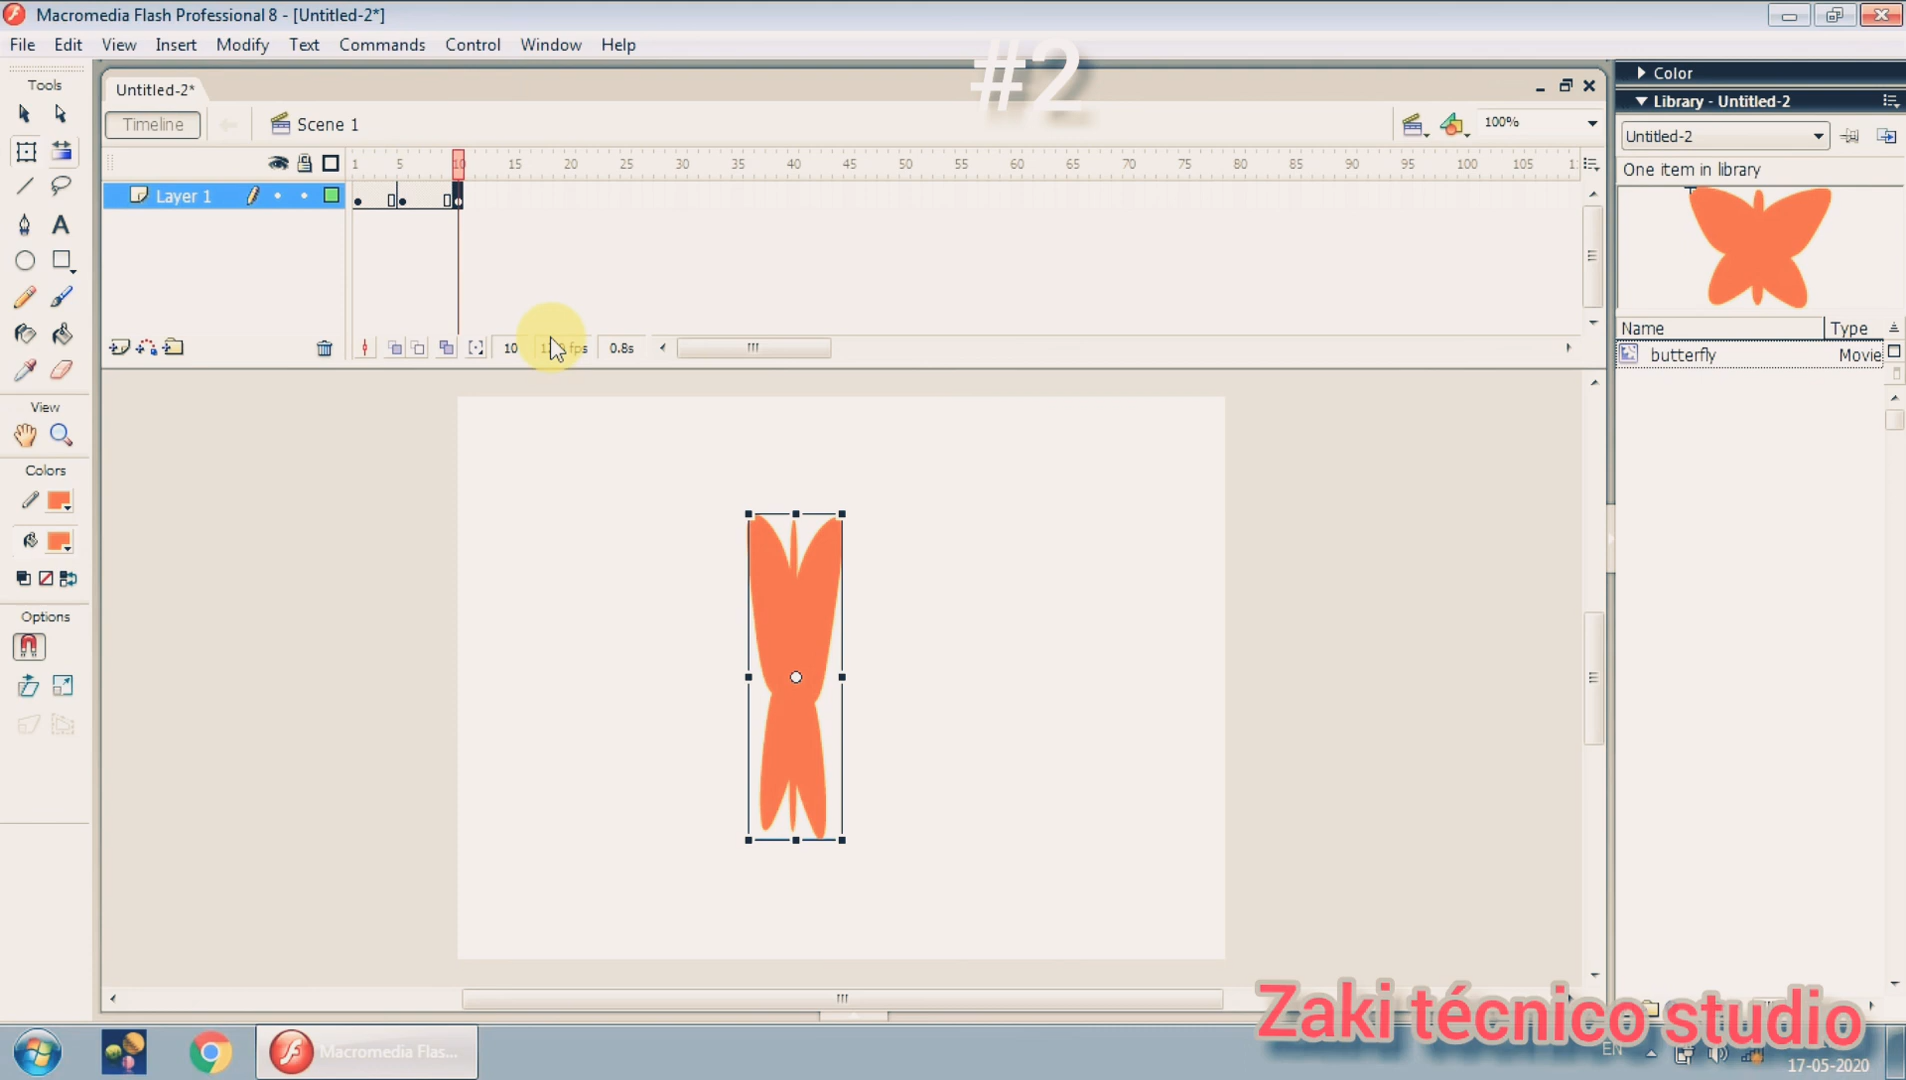 Macromedia Flash Professional 8 - [Untitled-2*]
File Edit View Insert Modify Text Commands Control Window Help
#2
Tools
Untitled-2*
Timeline
Scene 1
100%
1 5 10 15 20 25 30 35 40 45 50 55 60 65 70 75 80 85 90 95 100 105
Layer 1
10
fps
0.8s
View
Colors
Options
Color
Library - Untitled-2
Untitled-2
One item in library
Name Type
butterfly Movie
Zaki técnico studio
Macromedia Flas...
EN
17-05-2020